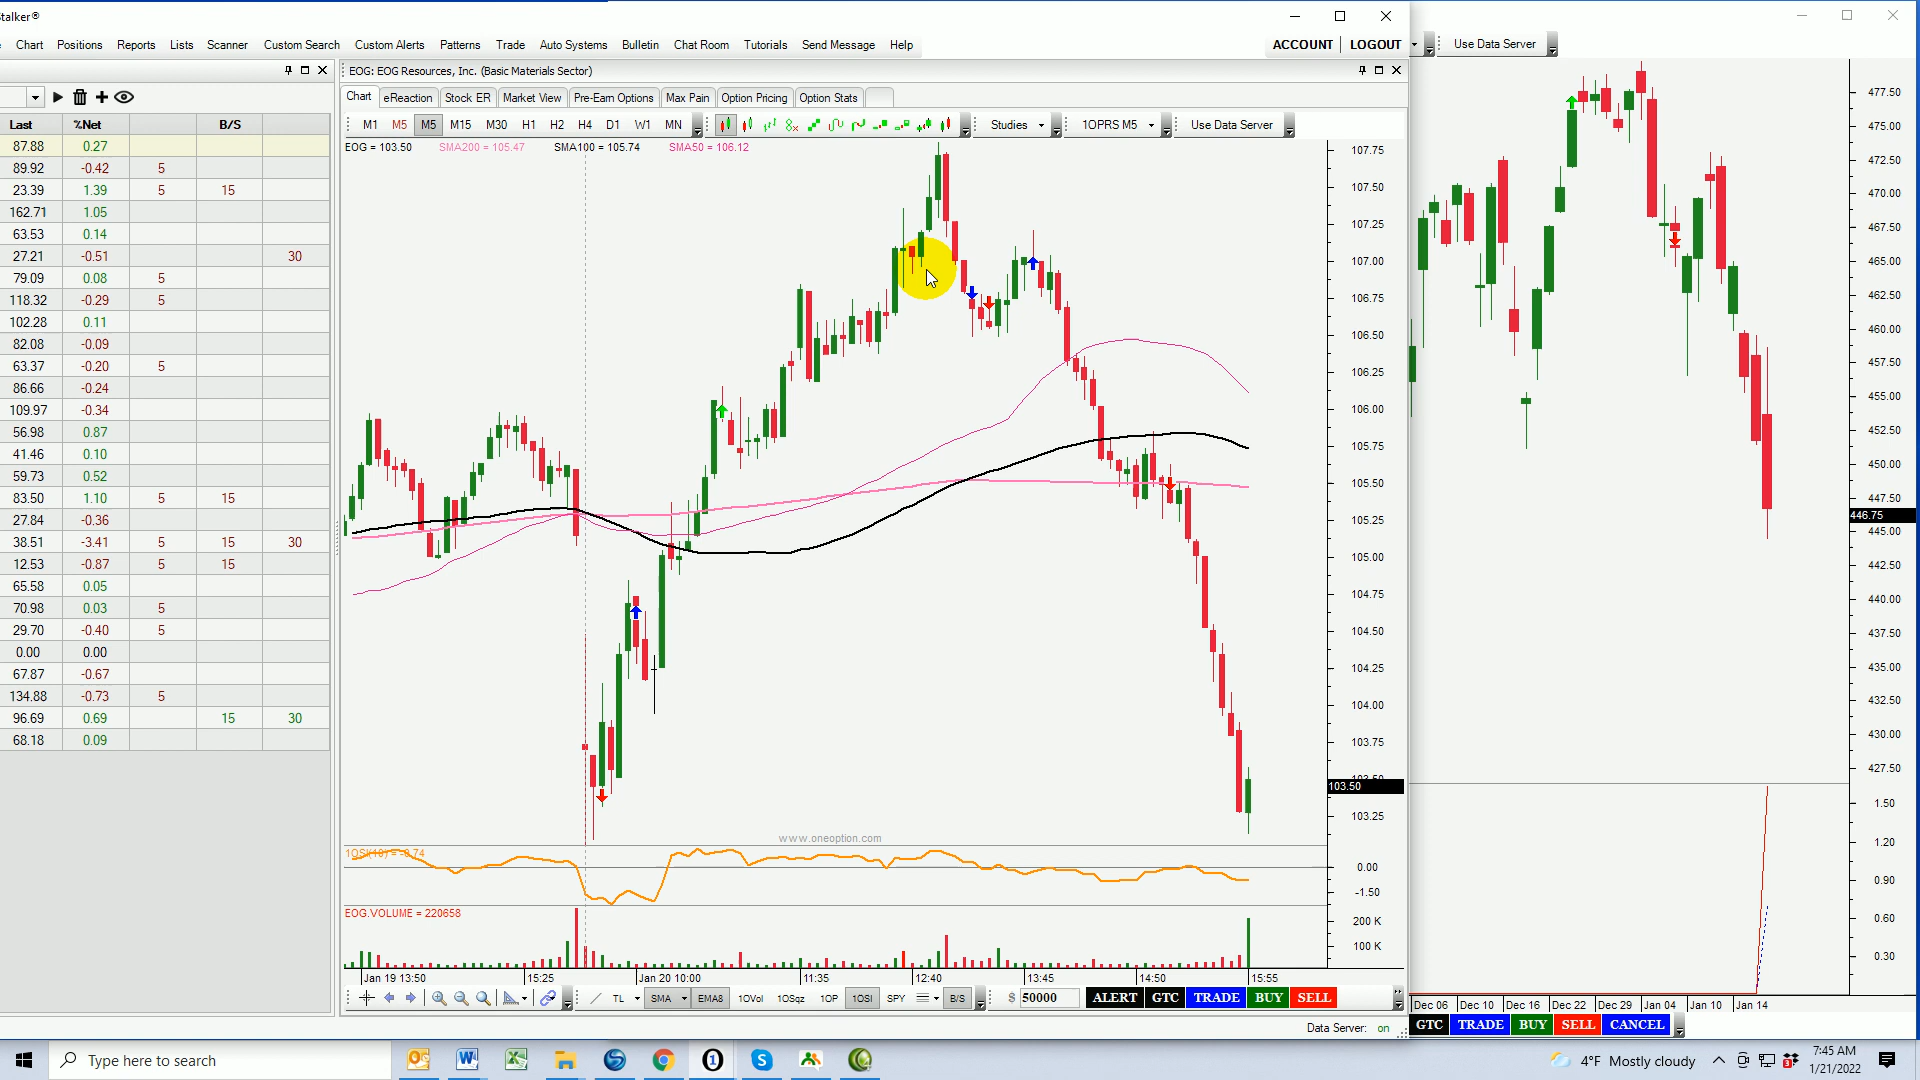 talker®
Chart Positions Reports Lists Scanner Custom Search Custom Alerts Patterns Trade Auto Systems Bulletin Chat Room Tutorials Send Message Help ACCOUNT LOGOUT Use Data Server
EOG: EOG Resources, Inc. (Basic Materials Sector)
Chart eReaction Stock ER Market View Pre-Earn Options Max Pain Option Pricing Option Stats
M1 M5 M5 M15 M30 H1 H2 H4 D1 W1 MN Studies 1OPRS M5 Use Data Server
EOG = 103.50 SMA200 = 105.47 SMA100 = 105.74 SMA50 = 106.12
Last %Net B/S
87.88 0.27
89.92 -0.42 5
23.39 1.39 5 15
162.71 1.05
63.53 0.14
27.21 -0.51 30
79.09 0.08 5
118.32 -0.29 5
102.28 0.11
82.08 -0.09
63.37 -0.20 5
86.66 -0.24
109.97 -0.34
56.98 0.87
41.46 0.10
59.73 0.52
83.50 1.10 5 15
27.84 -0.36
38.51 -3.41 5 15 30
12.53 -0.87 5 15
65.58 0.05
70.98 0.03 5
29.70 -0.40 5
0.00 0.00
67.87 -0.67
134.88 -0.73 5
96.69 0.69 15 30
68.18 0.09
107.75
107.50
107.25
107.00
106.75
106.50
106.25
106.00
105.75
105.50
105.25
105.00
104.75
104.50
104.25
104.00
103.75
103.50
103.25
www.oneoption.com
1OSI(10) = -0.74
0.00
-1.50
EOG.VOLUME = 220658
200 K
100 K
Jan 19 13:50 15:25 Jan 20 10:00 11:35 12:40 13:45 14:50 15:55
TL SMA EMA8 1OVol 1OSqz 1OP 1OSI SPY B/S $ 50000 ALERT GTC TRADE BUY SELL
Data Server: on
477.50
475.00
472.50
470.00
467.50
465.00
462.50
460.00
457.50
455.00
452.50
450.00
447.50
446.75
445.00
442.50
440.00
437.50
435.00
432.50
430.00
427.50
1.50
1.20
0.90
0.60
0.30
Dec 06 Dec 10 Dec 16 Dec 22 Dec 29 Jan 04 Jan 10 Jan 14
GTC TRADE BUY SELL CANCEL
Type here to search
4°F Mostly cloudy
7:45 AM
1/21/2022